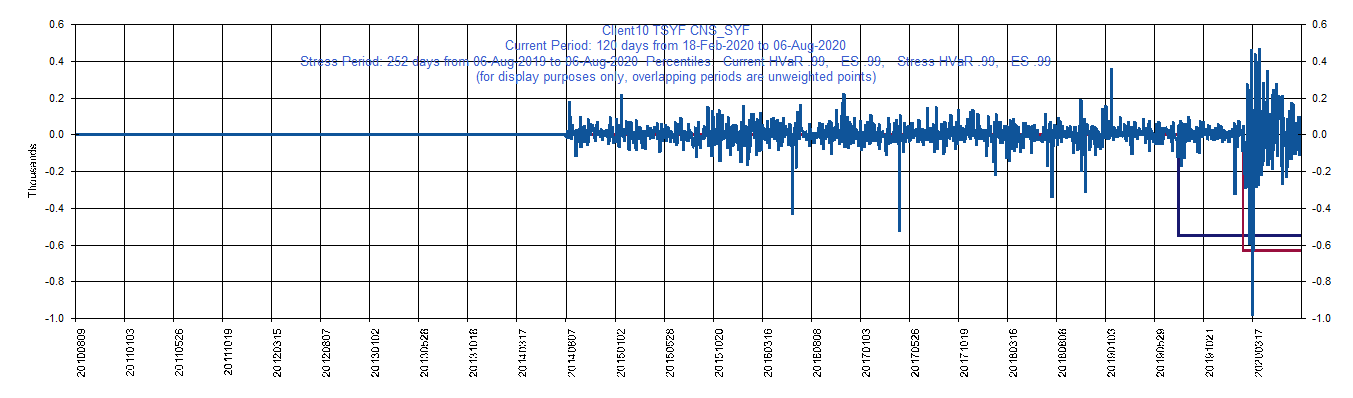 Client10 TSYF CNS_SYF
Current Period: 120 days from 18-Feb-2020 to 06-Aug-2020
Stress Period: 252 days from 06-Aug-2019 to 06-Aug-2020 Percentiles: Current HVaR .99, ES .99, Stress HVaR .99, ES .99
(for display purposes only, overlapping periods are unweighted points)
0.6 0.6
0.4 0.4
0.2 0.2
0.0 0.0
-0.2 -0.2
-0.4 -0.4
-0.6 -0.6
-0.8 -0.8
-1.0 -1.0
Thousands
20100809 20110103 20110526 20111019 20120315 20120807 20130102 20130528 20131018 20140317 20140807 20150102 20150528 20151020 20160316 20160808 20170103 20170526 20171019 20180316 20180808 20190103 20190529 20191021 20200317